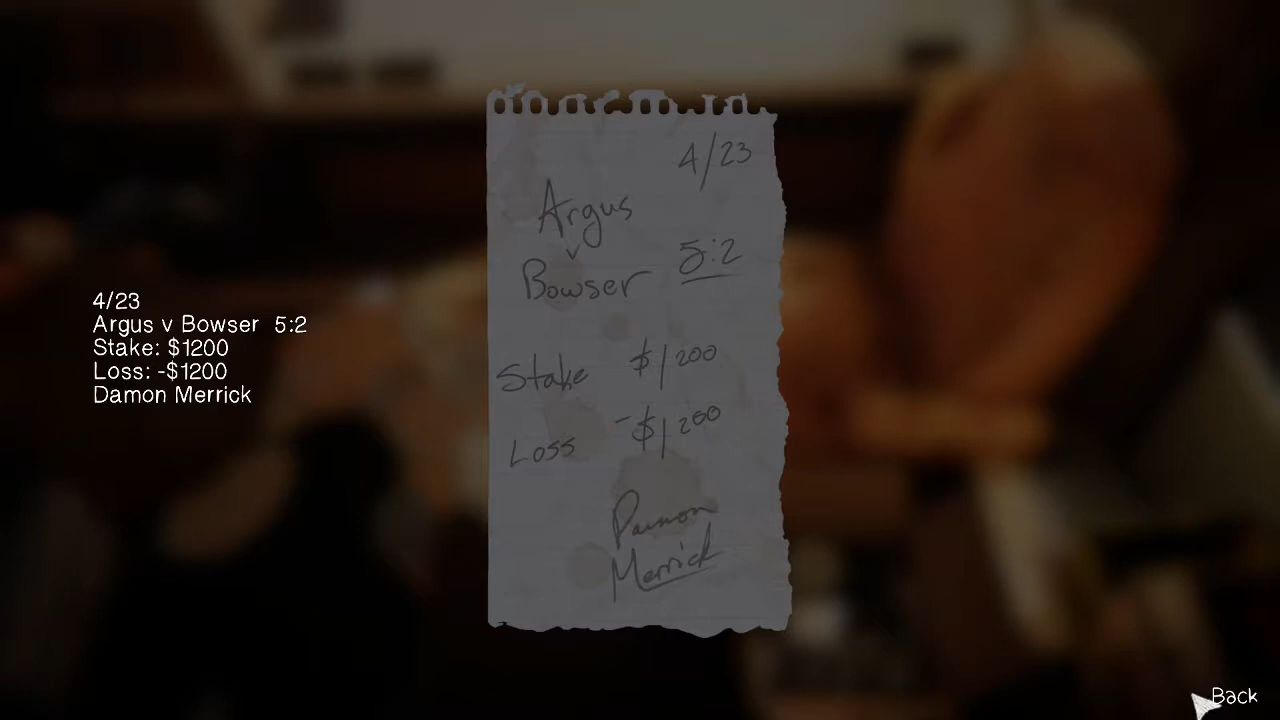 4/23
Argus v Bowser 5:2
Stake: $1200
Loss: -$1200
Damon Merrick
4/23
Argus
v
Bowser 5:2
Stake $1200
Loss -$1200
Damon
Merrick
Back